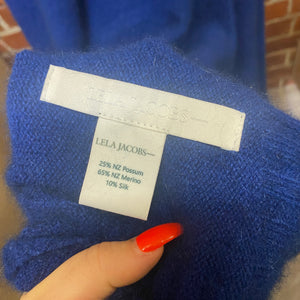 LELA JACOBS—
LELA JACOBS—
25% NZ Possum
65% NZ Merino
10% Silk